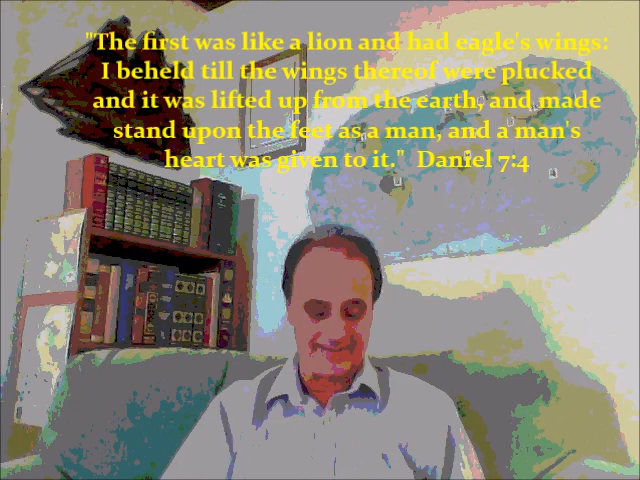 "The first was like a lion and had eagle's wings:
I beheld till the wings thereof were plucked
and it was lifted up from the earth, and made
stand upon the feet as a man, and a man's
heart was given to it." Daniel 7:4